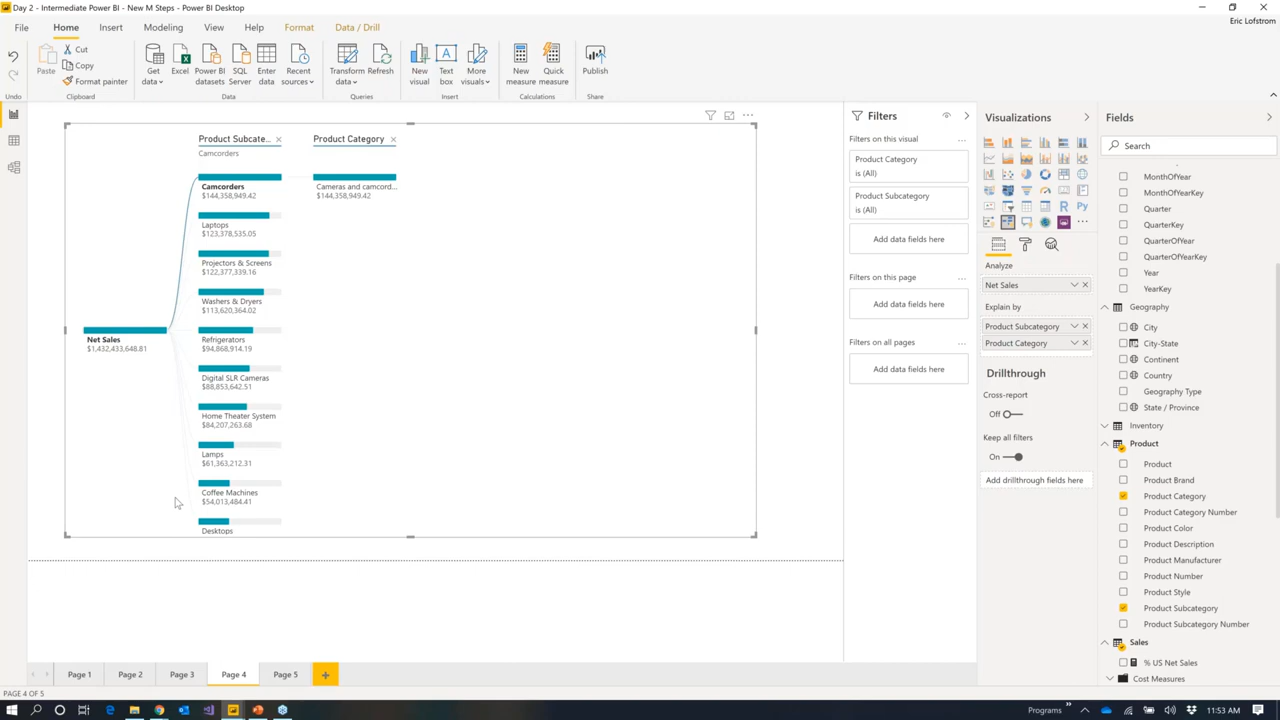 Day 2 - Intermediate Power BI - New M Steps - Power BI Desktop
Eric Lofstrom
File Home Insert Modeling View Help Format Data / Drill
Paste
Cut
Copy
Format painter
Get data
Excel
Power BI datasets
SQL Server
Enter data
Recent sources
Transform data
Refresh
New visual
Text box
More visuals
New measure
Quick measure
Publish
Undo Clipboard Data Queries Insert Calculations Share
Product Subcate...
Camcorders
Product Category
Camcorders
$144,358,949.42
Cameras and camcord...
$144,358,949.42
Laptops
$123,378,535.05
Projectors & Screens
$122,377,339.16
Washers & Dryers
$113,620,364.02
Net Sales
$1,432,433,648.81
Refrigerators
$94,868,914.19
Digital SLR Cameras
$88,853,642.51
Home Theater System
$84,207,263.68
Lamps
$61,363,212.31
Coffee Machines
$54,013,484.41
Desktops
Filters
Filters on this visual
Product Category
is (All)
Product Subcategory
is (All)
Add data fields here
Filters on this page
Add data fields here
Filters on all pages
Add data fields here
Visualizations
R
Py
Analyze
Net Sales
Explain by
Product Subcategory
Product Category
Drillthrough
Cross-report
Off
Keep all filters
On
Add drillthrough fields here
Fields
Search
MonthOfYear
MonthOfYearKey
Quarter
QuarterKey
QuarterOfYear
QuarterOfYearKey
Year
YearKey
Geography
City
City-State
Continent
Country
Geography Type
State / Province
Inventory
Product
Product
Product Brand
Product Category
Product Category Number
Product Color
Product Description
Product Manufacturer
Product Number
Product Style
Product Subcategory
Product Subcategory Number
Sales
% US Net Sales
Cost Measures
Page 1 Page 2 Page 3 Page 4 Page 5 +
PAGE 4 OF 5
Programs
11:53 AM